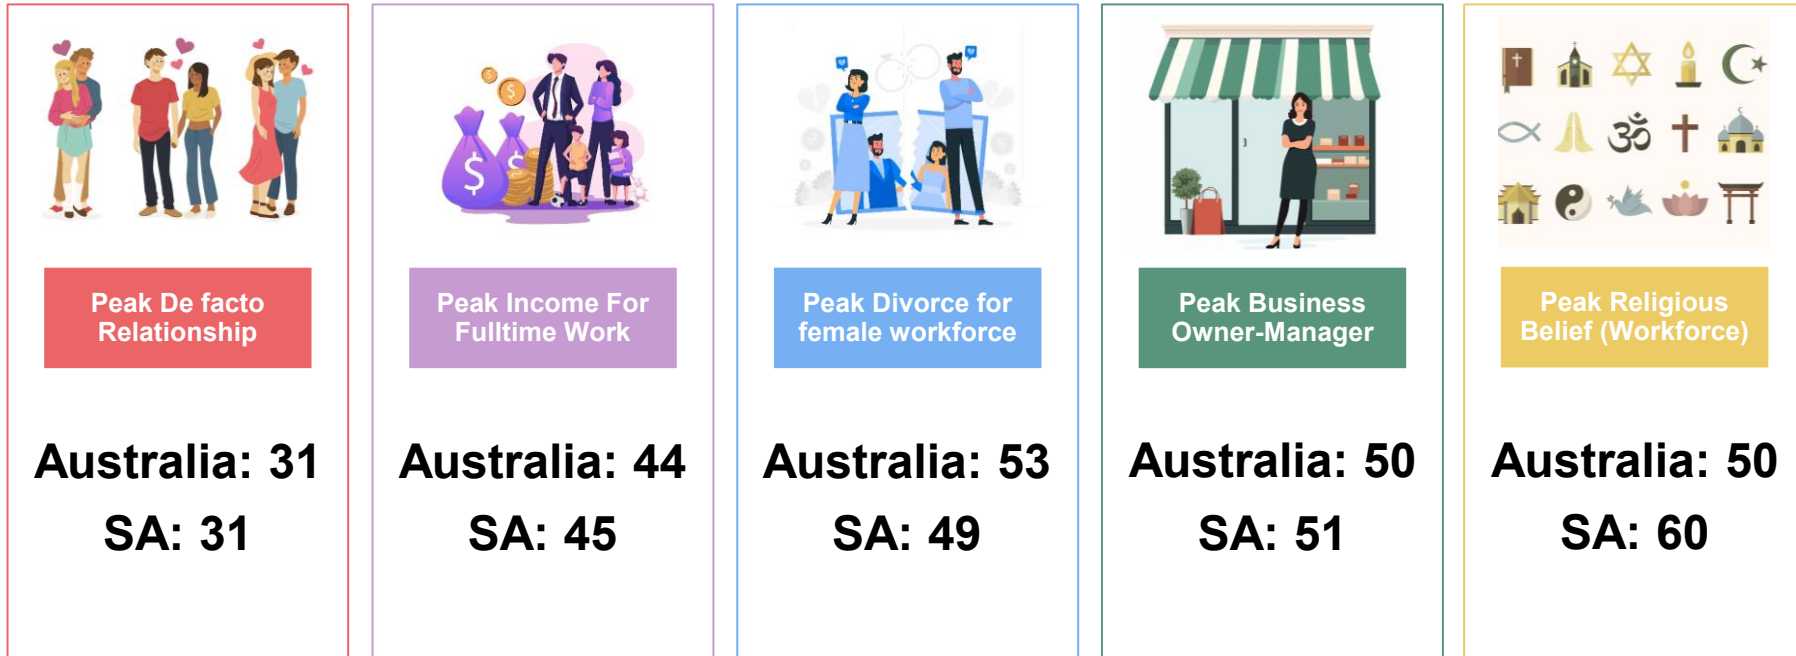 Peak De facto
Relationship
Australia: 31
SA: 31
Peak Income For
Fulltime Work
Australia: 44
SA: 45
Peak Divorce for
female workforce
Australia: 53
SA: 49
Peak Business
Owner-Manager
Australia: 50
SA: 51
Peak Religious
Belief (Workforce)
Australia: 50
SA: 60